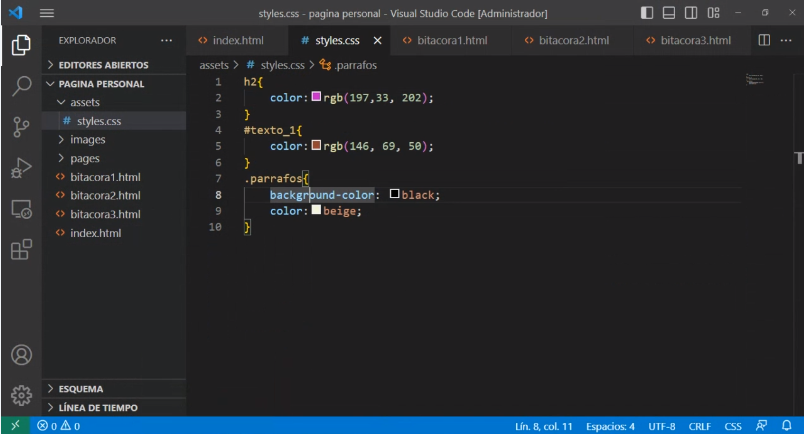 styles.css - pagina personal - Visual Studio Code [Administrador]
EXPLORADOR
EDITORES ABIERTOS
PAGINA PERSONAL
assets
# styles.css
images
pages
<> bitacora1.html
<> bitacora2.html
<> bitacora3.html
<> index.html
ESQUEMA
LÍNEA DE TIEMPO
<> index.html
# styles.css
<> bitacora1.html
<> bitacora2.html
<> bitacora3.html
assets > # styles.css > .parrafos
1 h2{
2 color: rgb(197,33, 202);
3 }
4 #texto_1{
5 color: rgb(146, 69, 50);
6 }
7 .parrafos{
8 background-color: black;
9 color: beige;
10 }
0 0
Lín. 8, col. 11
Espacios: 4
UTF-8
CRLF
CSS